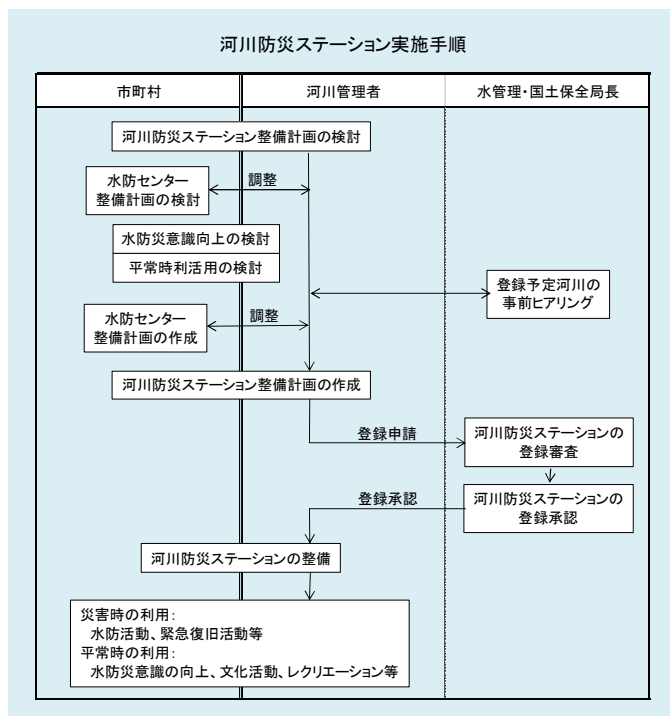 河川防災ステーション実施手順
市町村
河川管理者
水管理・国土保全局長
河川防災ステーション整備計画の検討
水防センター
整備計画の検討
調整
水防災意識向上の検討
平常時利活用の検討
登録予定河川の
事前ヒアリング
水防センター
整備計画の作成
調整
河川防災ステーション整備計画の作成
登録申請
河川防災ステーションの
登録審査
登録承認
河川防災ステーションの
登録承認
河川防災ステーションの整備
災害時の利用:
水防活動、緊急復旧活動等
平常時の利用:
水防災意識の向上、文化活動、レクリエーション等